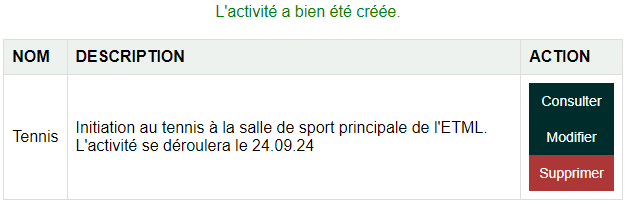 L'activité a bien été créée.
NOM DESCRIPTION ACTION
Tennis
Initiation au tennis à la salle de sport principale de l'ETML.
L'activité se déroulera le 24.09.24
Consulter
Modifier
Supprimer